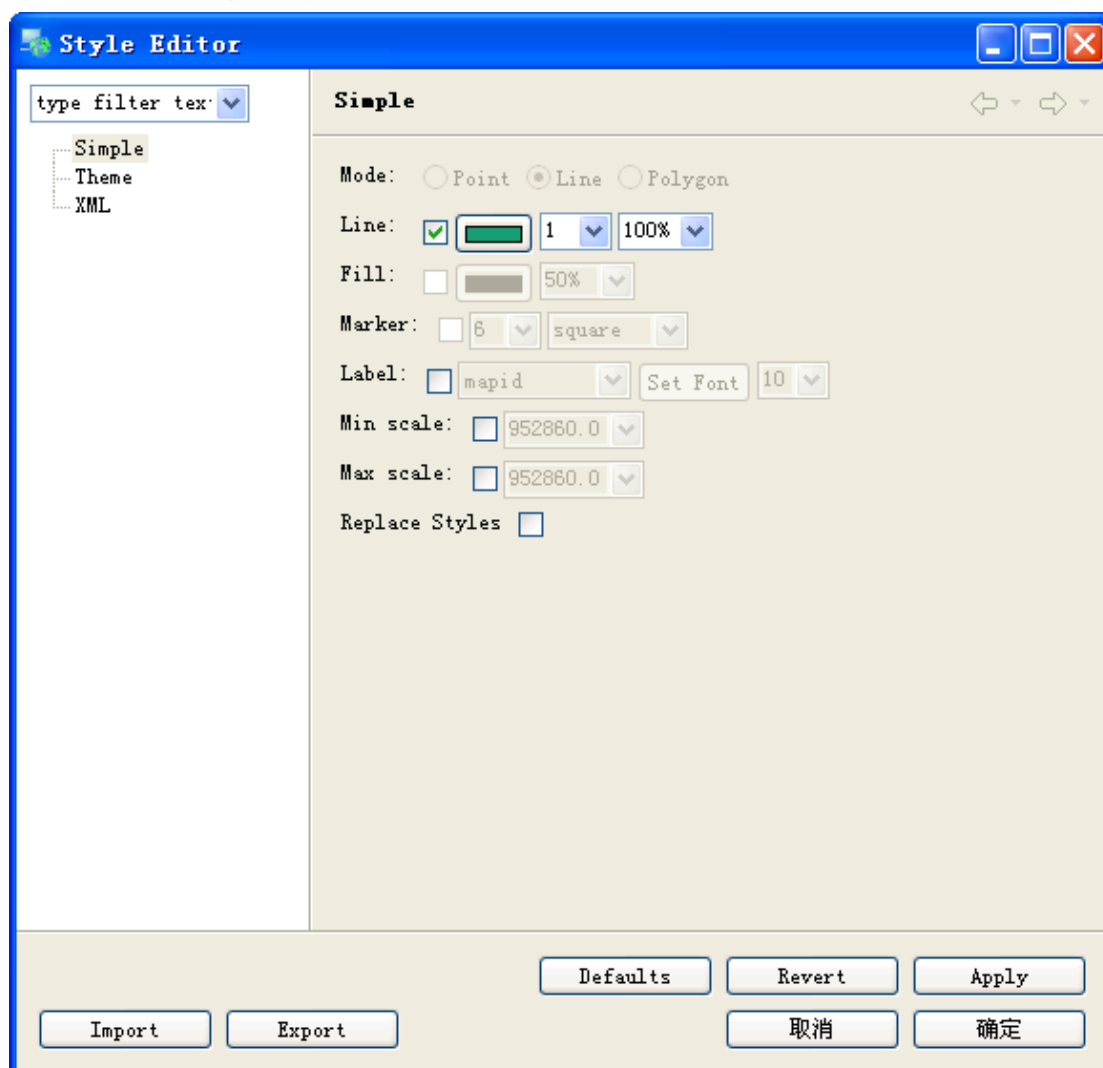 Style Editor
type filter tex
Simple
Theme
XML
Simple
Mode: Point Line Polygon
Line: 1 100%
Fill: 50%
Marker: 6 square
Label: mapid Set Font 10
Min scale: 952860.0
Max scale: 952860.0
Replace Styles
Defaults Revert Apply
Import Export 取消 确定